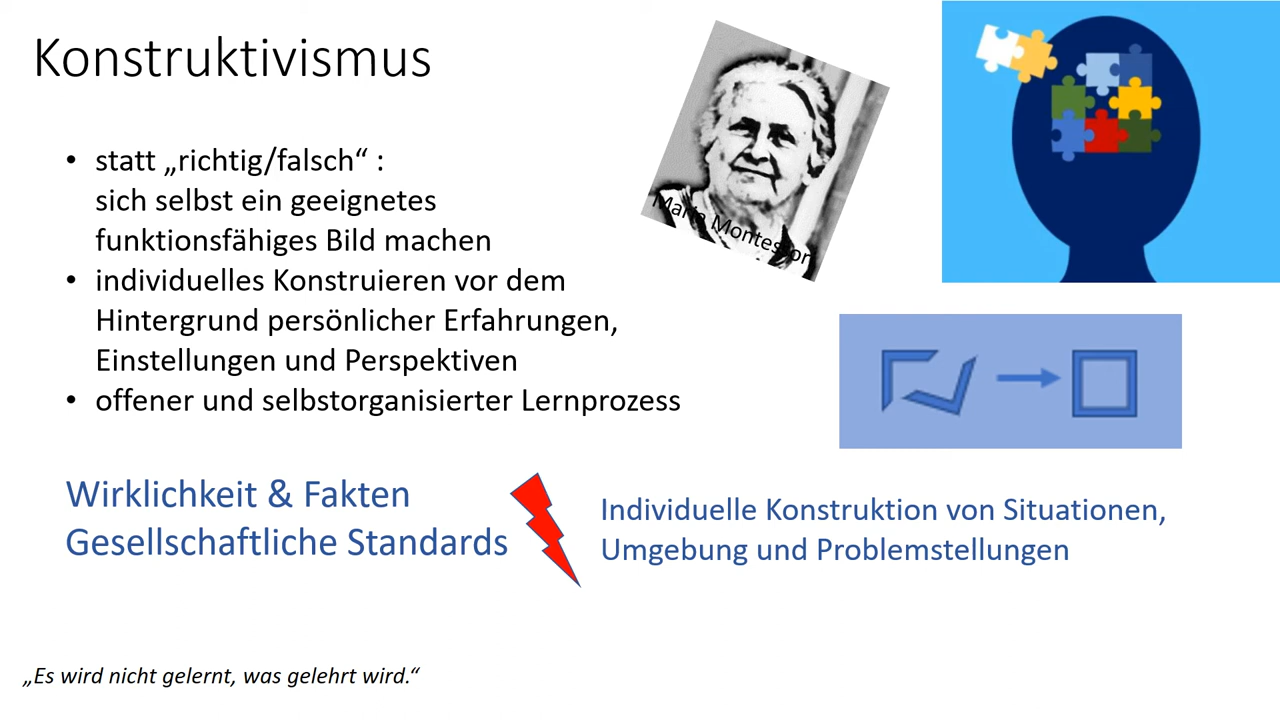 Konstruktivismus
• statt „richtig/falsch“ :
sich selbst ein geeignetes
funktionsfähiges Bild machen
• individuelles Konstruieren vor dem
Hintergrund persönlicher Erfahrungen,
Einstellungen und Perspektiven
• offener und selbstorganisierter Lernprozess
Maria Montessori
Wirklichkeit & Fakten
Gesellschaftliche Standards
Individuelle Konstruktion von Situationen,
Umgebung und Problemstellungen
„Es wird nicht gelernt, was gelehrt wird.“